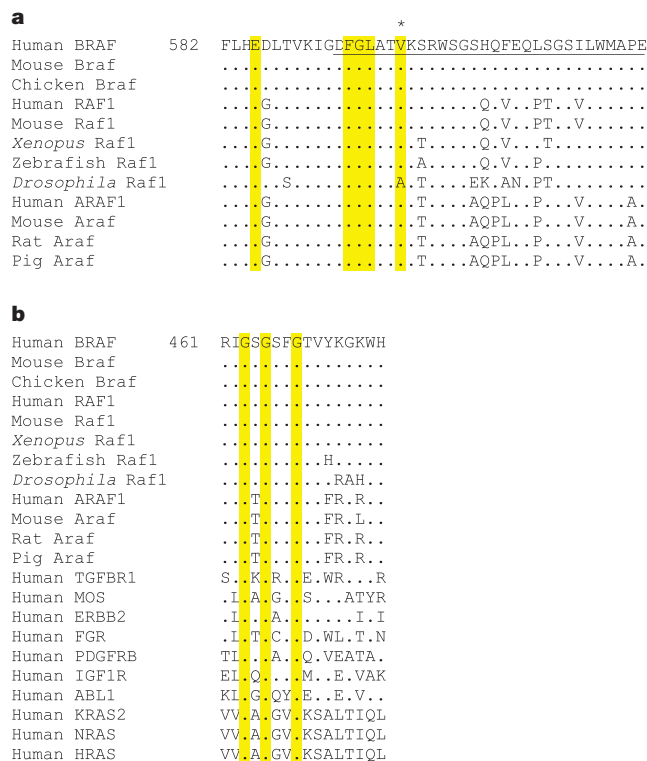 a
*
Human BRAF 582 FLHEDLTVKIGDFGLATVKSRWSGSHQFEQLSGSILWMAPE
Mouse Braf .........................................
Chicken Braf .........................................
Human RAF1 ....G....................Q.V..PT..V......
Mouse Raf1 ....G....................Q.V..PT..V......
Xenopus Raf1 ....G..............T.....Q.V...T.........
Zebrafish Raf1 ....G..............A.....Q.V..P..........
Drosophila Raf1 ......S..........A.T....EK.AN.PT.........
Human ARAF1 ....G..............T....AQPL..P...V....A.
Mouse Araf ....G..............T....AQPL..P...V....A.
Rat Araf ....G..............T....AQPL..P...V....A.
Pig Araf ....G..............T....AQPL..P...V....A.
b
Human BRAF 461 RIGSGSFGTVYKGKWH
Mouse Braf ................
Chicken Braf ................
Human RAF1 ................
Mouse Raf1 ................
Xenopus Raf1 ................
Zebrafish Raf1 ..........H.....
Drosophila Raf1 ...........RAH..
Human ARAF1 ...T......FR.R..
Mouse Araf ...T......FR.L..
Rat Araf ...T......FR.R..
Pig Araf ...T......FR.R..
Human TGFBR1 S..K.R..E.WR...R
Human MOS .L.A.G..S...ATYR
Human ERBB2 .L...A.......I.I
Human FGR .L.T.C..D.WL.T.N
Human PDGFRB TL...A..Q.VEATA.
Human IGF1R EL.Q....M..E.VAK
Human ABL1 KL.G.QY.E..E.V..
Human KRAS2 VV.A.GV.KSALTIQL
Human NRAS VV.A.GV.KSALTIQL
Human HRAS VV.A.GV.KSALTIQL